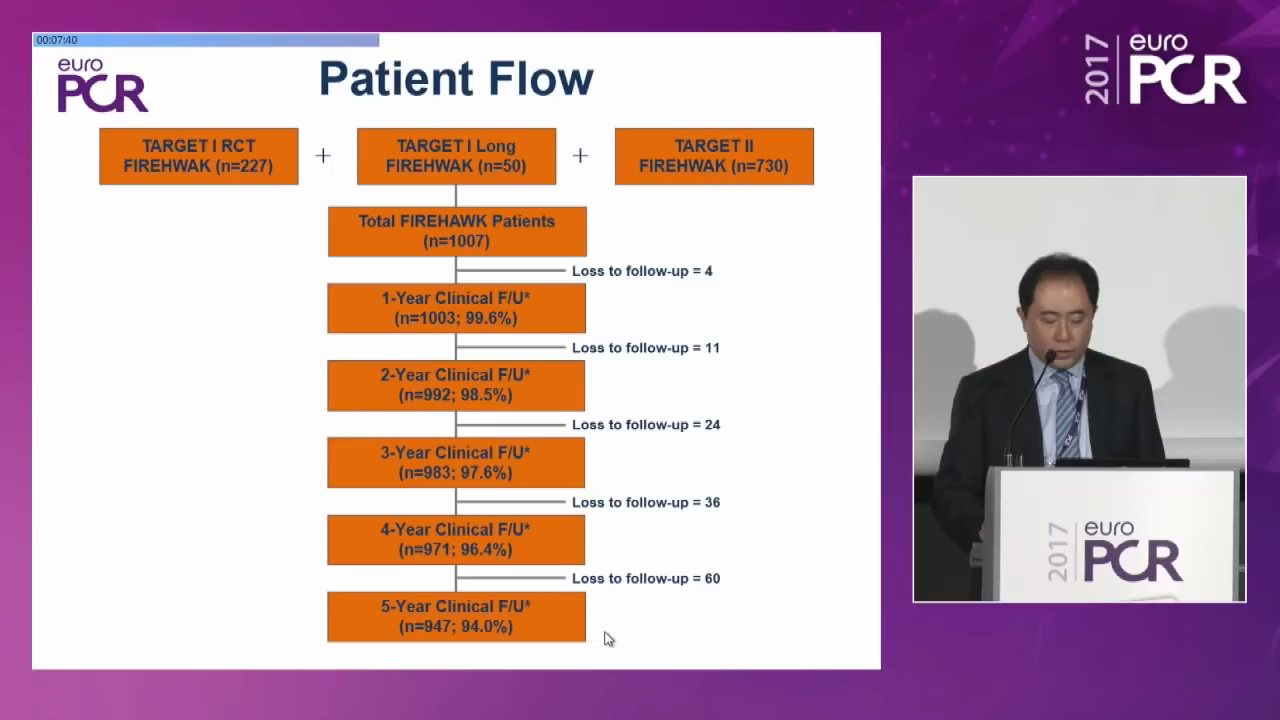 00:07:40
euro
PCR
Patient Flow
TARGET I RCT
FIREHWAK (n=227)
+
TARGET I Long
FIREHWAK (n=50)
+
TARGET II
FIREHWAK (n=730)
Total FIREHAWK Patients
(n=1007)
Loss to follow-up = 4
1-Year Clinical F/U*
(n=1003; 99.6%)
Loss to follow-up = 11
2-Year Clinical F/U*
(n=992; 98.5%)
Loss to follow-up = 24
3-Year Clinical F/U*
(n=983; 97.6%)
Loss to follow-up = 36
4-Year Clinical F/U*
(n=971; 96.4%)
Loss to follow-up = 60
5-Year Clinical F/U*
(n=947; 94.0%)
2017
euro
PCR
2017
euro
PCR